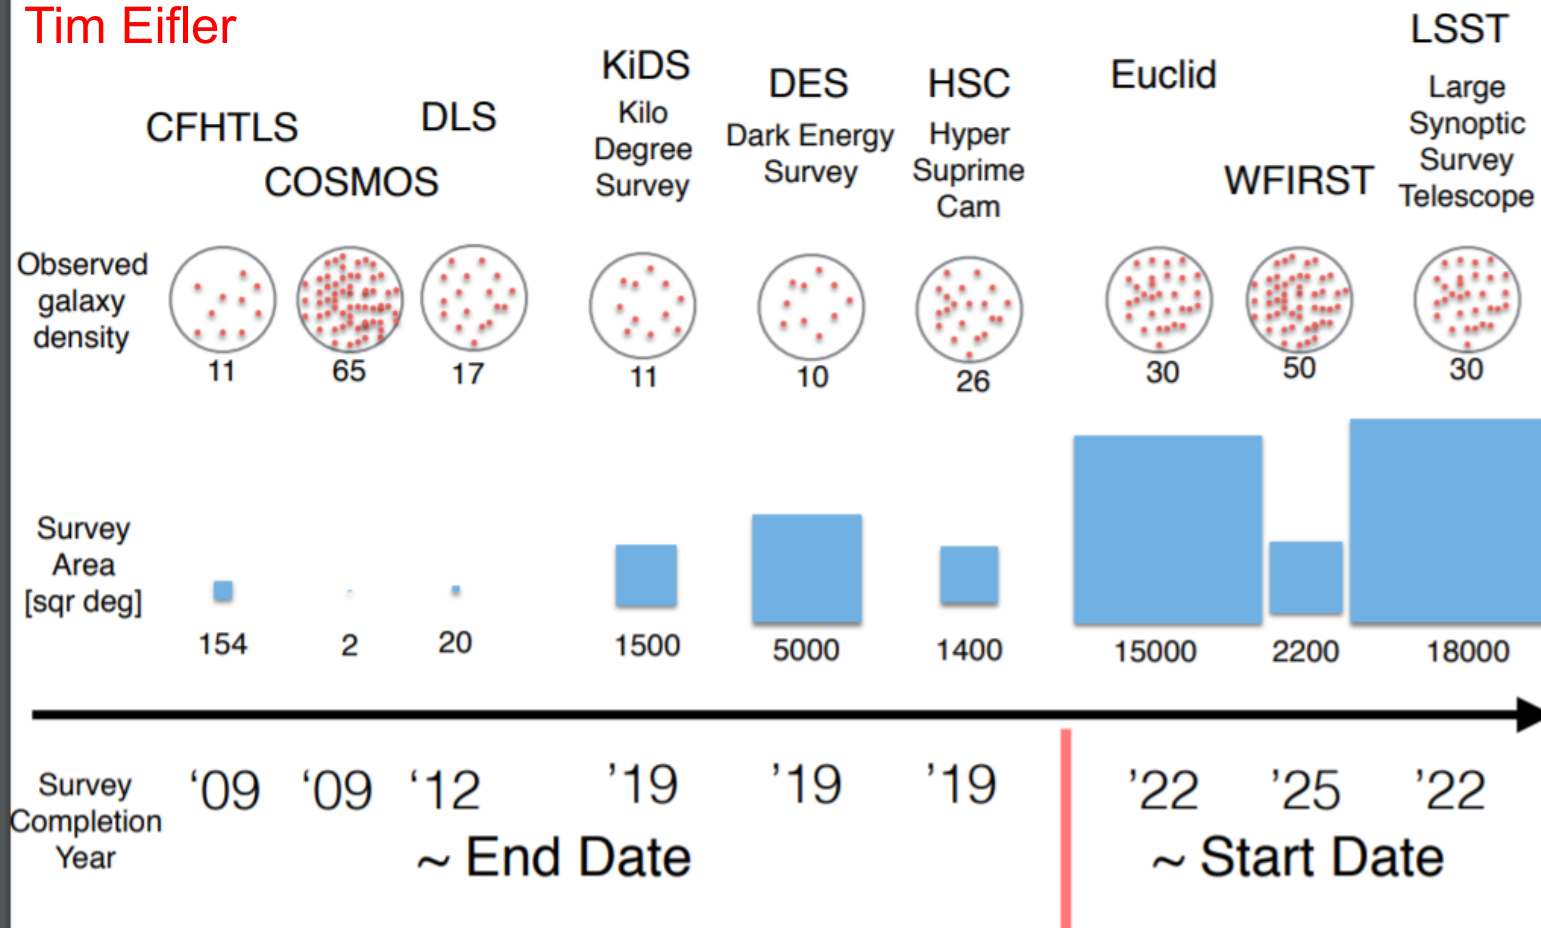 Tim Eifler
CFHTLS
COSMOS
DLS
KiDS
Kilo
Degree
Survey
DES
Dark Energy
Survey
HSC
Hyper
Suprime
Cam
Euclid
WFIRST
LSST
Large
Synoptic
Survey
Telescope
Observed
galaxy
density
11 65 17 11 10 26 30 50 30
Survey
Area
[sqr deg]
154 2 20 1500 5000 1400 15000 2200 18000
Survey
Completion
Year
‘09 ‘09 ‘12 ’19 ’19 ’19 ’22 ’25 ’22
~ End Date ~ Start Date